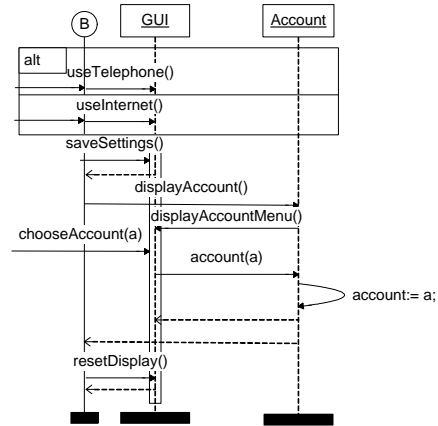 B
GUI
Account
alt
useTelephone()
useInternet()
saveSettings()
displayAccount()
displayAccountMenu()
chooseAccount(a)
account(a)
account:= a;
resetDisplay()